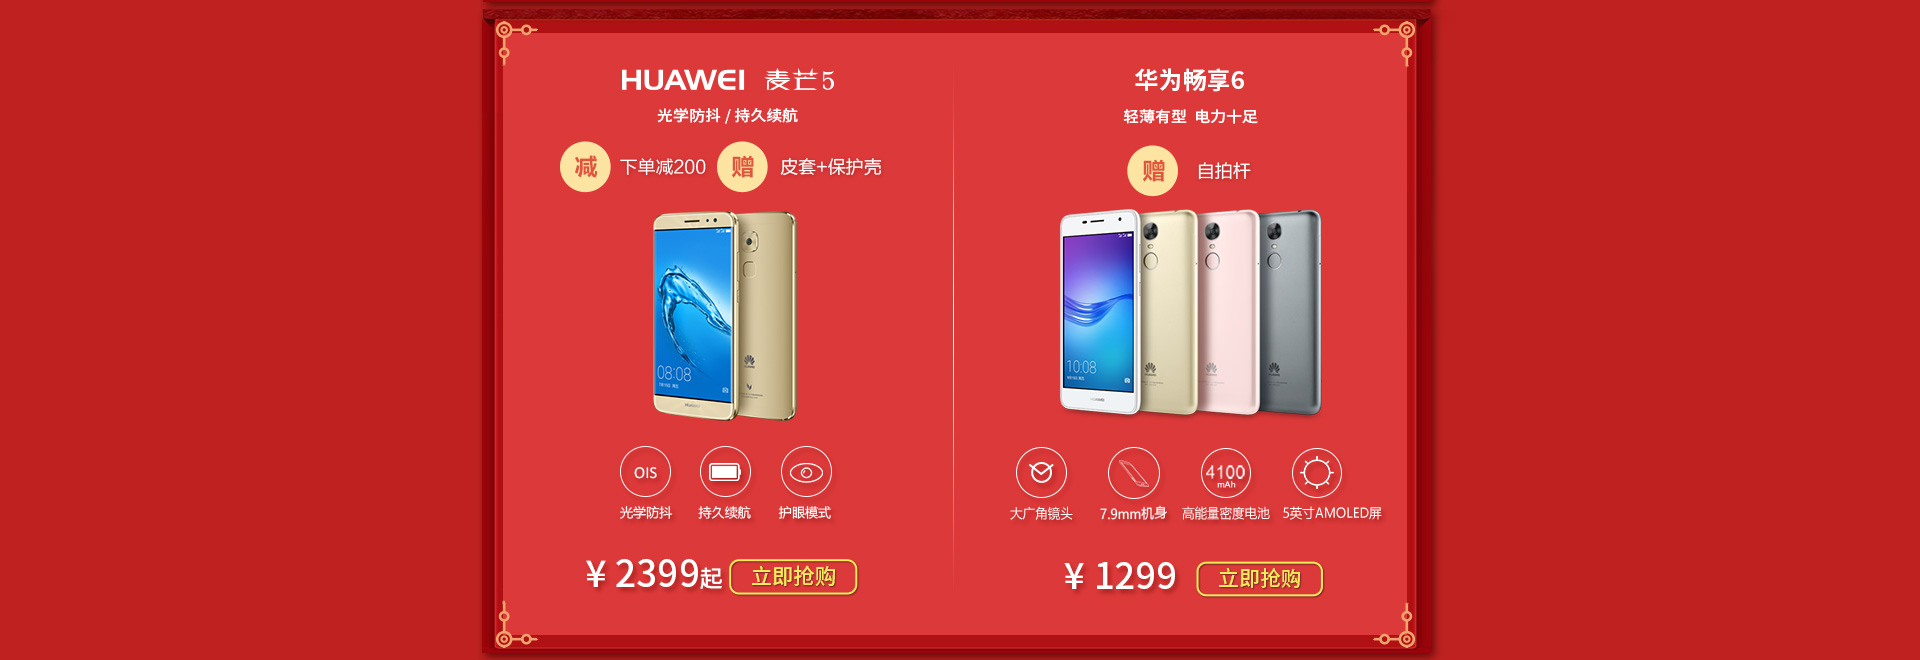 HUAWEI 麦芒5
光学防抖 / 持久续航
减 下单减200 赠 皮套+保护壳
08:08
HUAWEI
OIS
光学防抖 持久续航 护眼模式
¥ 2399起 立即抢购
华为畅享6
轻薄有型 电力十足
赠 自拍杆
10:08
HUAWEI
4100
mAh
大广角镜头 7.9mm机身 高能量密度电池 5英寸AMOLED屏
¥ 1299 立即抢购